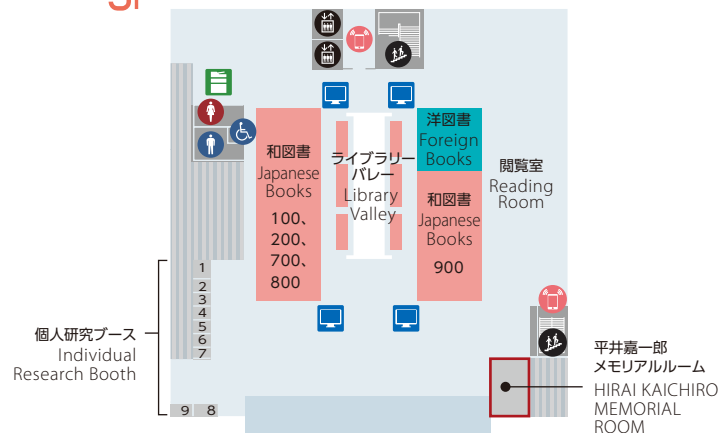 和図書
Japanese
Books
100、
200、
700、
800
ライブラリー
バレー
Library
Valley
洋図書
Foreign
Books
和図書
Japanese
Books
900
閲覧室
Reading
Room
1
2
3
4
5
6
7
9 8
個人研究ブース
Individual
Research Booth
平井嘉一郎
メモリアルルーム
HIRAI KAICHIRO
MEMORIAL
ROOM